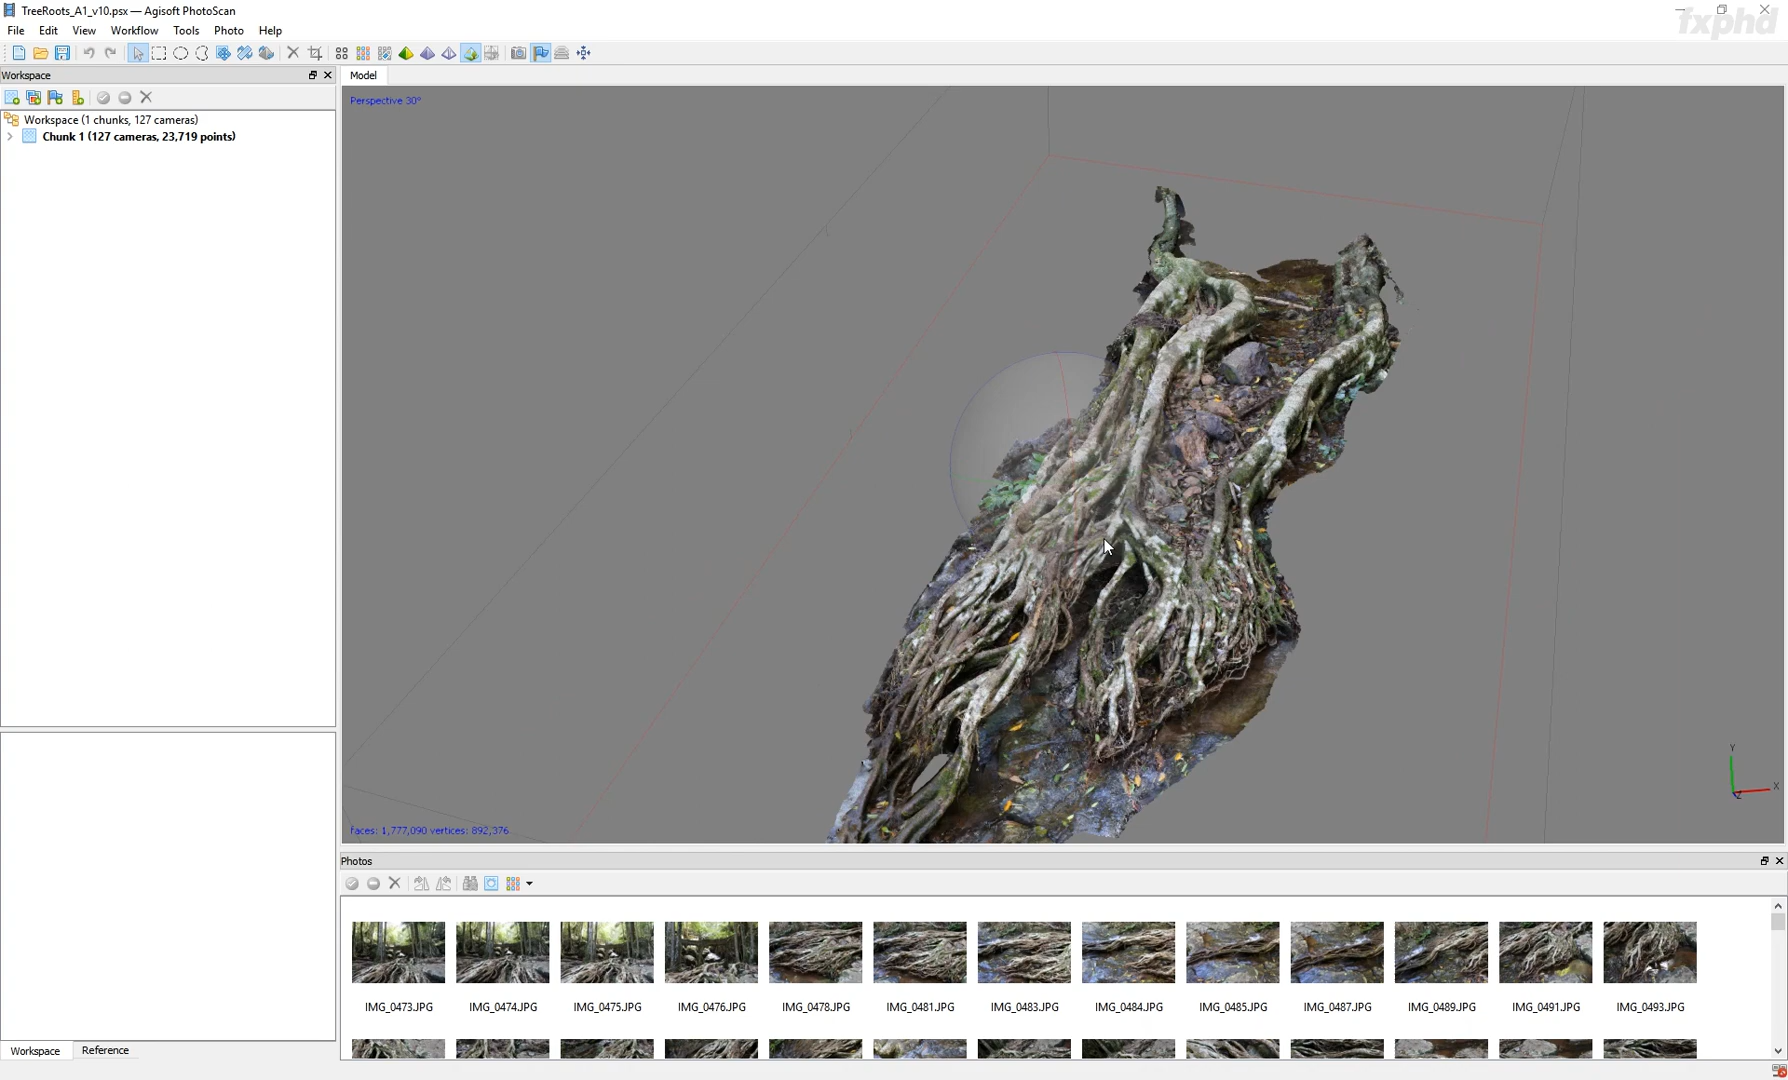 TreeRoots_A1_v10.psx — Agisoft PhotoScan
fxphd
File Edit View Workflow Tools Photo Help
Workspace
Model
Workspace (1 chunks, 127 cameras)
Chunk 1 (127 cameras, 23,719 points)
Perspective 30°
Y
X
Z
faces: 1,777,090 vertices: 892,376
Photos
IMG_0473.JPG IMG_0474.JPG IMG_0475.JPG IMG_0476.JPG IMG_0478.JPG IMG_0481.JPG IMG_0483.JPG IMG_0484.JPG IMG_0485.JPG IMG_0487.JPG IMG_0489.JPG IMG_0491.JPG IMG_0493.JPG
Workspace Reference